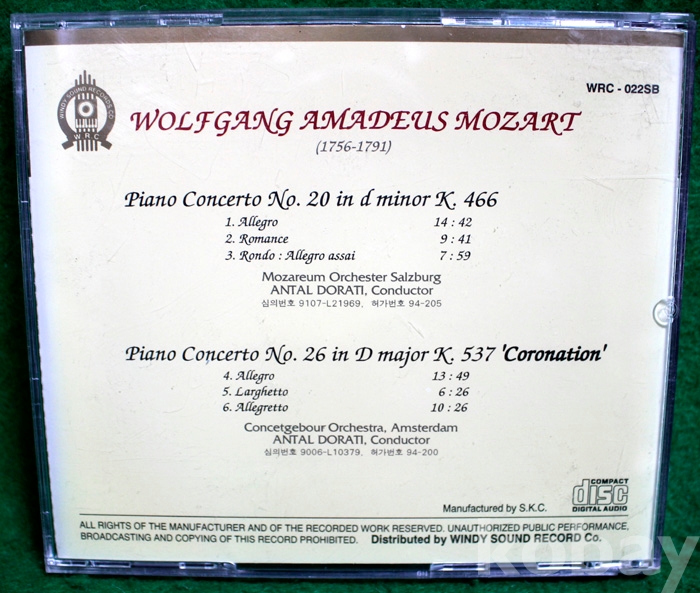 WRC - 022SB
WINDY SOUND RECORDS CO
W R C
WOLFGANG AMADEUS MOZART
(1756-1791)
Piano Concerto No. 20 in d minor K. 466
1. Allegro 14 : 42
2. Romance 9 : 41
3. Rondo : Allegro assai 7 : 59
Mozareum Orchester Salzburg
ANTAL DORATI, Conductor
심의번호 9107-L21969, 허가번호 94-205
Piano Concerto No. 26 in D major K. 537 'Coronation'
4. Allegro 13 : 49
5. Larghetto 6 : 26
6. Allegretto 10 : 26
Concetgebour Orchestra, Amsterdam
ANTAL DORATI, Conductor
심의번호 9006-L10379, 허가번호 94-200
Manufactured by S.K.C.
COMPACT
disc
DIGITAL AUDIO
ALL RIGHTS OF THE MANUFACTURER AND OF THE RECORDED WORK RESERVED. UNAUTHORIZED PUBLIC PERFORMANCE,
BROADCASTING AND COPYING OF THIS RECORD PROHIBITED. Distributed by WINDY SOUND RECORD Co.
kobay